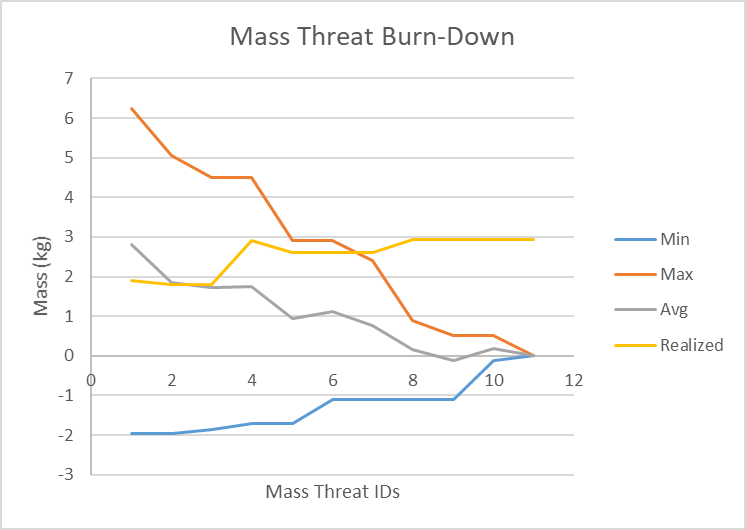 Mass Threat Burn-Down
7
6
5
4
3
2
1
0
-1
-2
-3
0 2 4 6 8 10 12
Mass (kg)
Mass Threat IDs
Min
Max
Avg
Realized